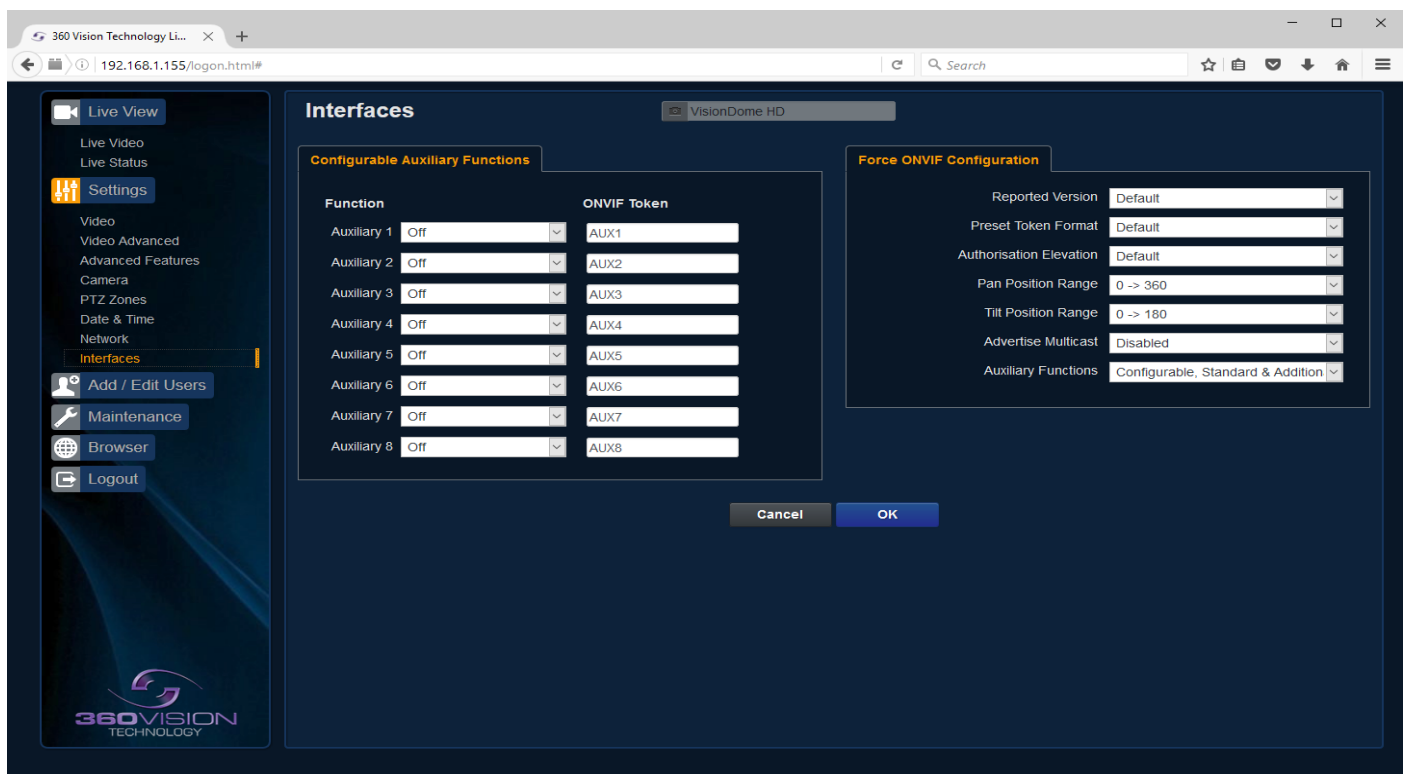 360 Vision Technology Li...
192.168.1.155/logon.html#
Search
Live View
Live Video
Live Status
Settings
Video
Video Advanced
Advanced Features
Camera
PTZ Zones
Date & Time
Network
Interfaces
Add / Edit Users
Maintenance
Browser
Logout
360VISION
TECHNOLOGY
Interfaces
VisionDome HD
Configurable Auxiliary Functions
Function ONVIF Token
Auxiliary 1 Off AUX1
Auxiliary 2 Off AUX2
Auxiliary 3 Off AUX3
Auxiliary 4 Off AUX4
Auxiliary 5 Off AUX5
Auxiliary 6 Off AUX6
Auxiliary 7 Off AUX7
Auxiliary 8 Off AUX8
Force ONVIF Configuration
Reported Version Default
Preset Token Format Default
Authorisation Elevation Default
Pan Position Range 0 -> 360
Tilt Position Range 0 -> 180
Advertise Multicast Disabled
Auxiliary Functions Configurable, Standard & Addition
Cancel OK